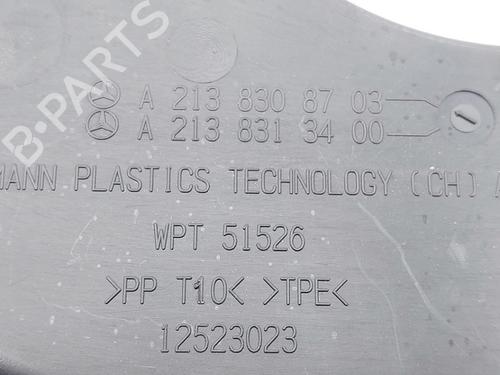 B-PARTS
A 213 830 87 03
A 213 831 34 00
MANN PLASTICS TECHNOLOGY (CH) A
WPT 51526
>PP T10< >TPE<
12523023